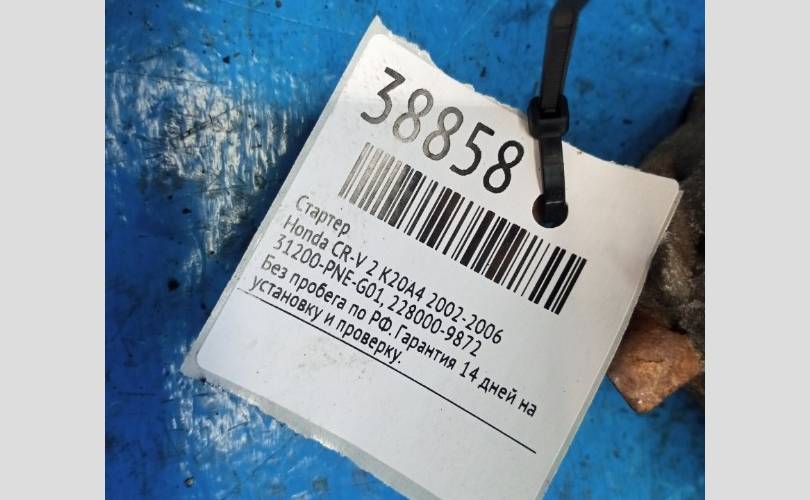 38858
Стартер
Honda CR-V 2 K20A4 2002-2006
31200-PNE-G01, 228000-9872
Без пробега по РФ. Гарантия 14 дней на
установку и проверку.